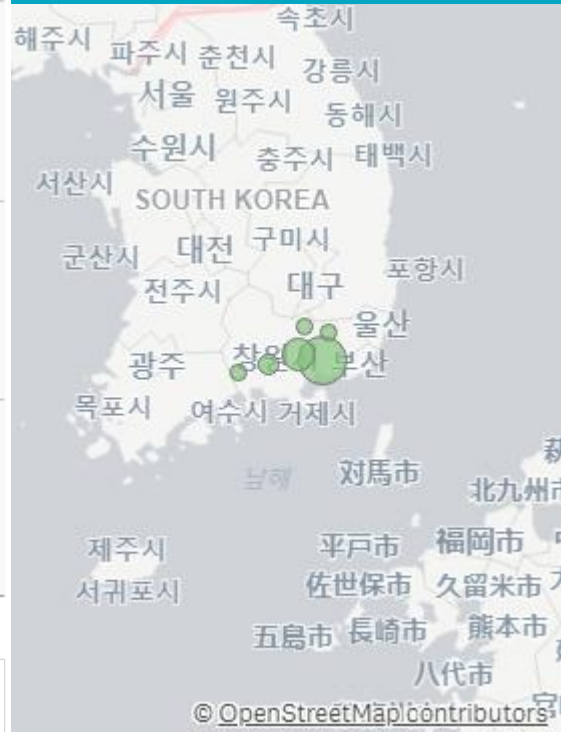 속초시
해주시
파주시 춘천시
강릉시
서울 원주시
동해시
수원시
충주시 태백시
서산시
SOUTH KOREA
군산시 대전 구미시
포항시
전주시 대구
울산
광주 부산
목포시 여수시 거제시
남해 対馬市
北九州市
제주시 平戸市 福岡市
서귀포시 佐世保市 久留米市
五島市 長崎市 熊本市
八代市
© OpenStreetMap contributors